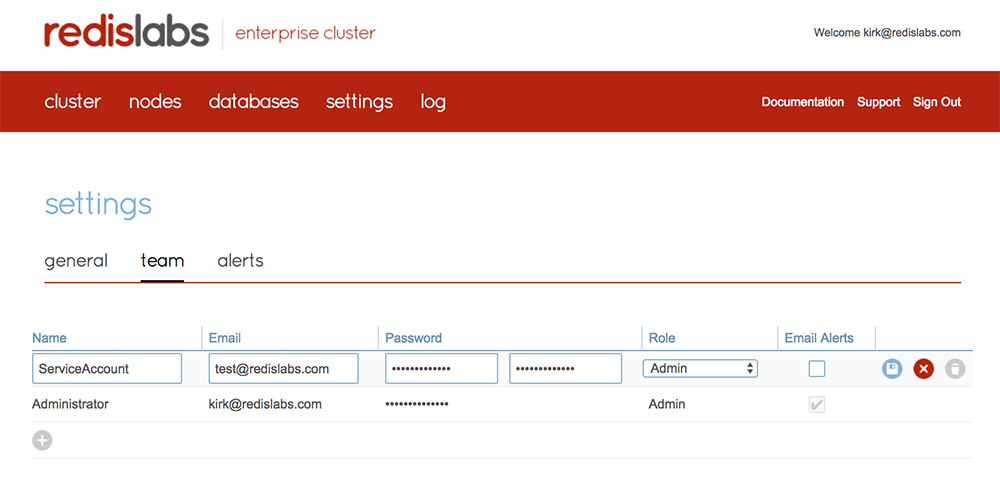 redislabs enterprise cluster
Welcome kirk@redislabs.com
cluster nodes databases settings log Documentation Support Sign Out
settings
general team alerts
Name Email Password Role Email Alerts
ServiceAccount test@redislabs.com ••••••••••••• ••••••••••••• Admin
Administrator kirk@redislabs.com •••••••••••••• Admin